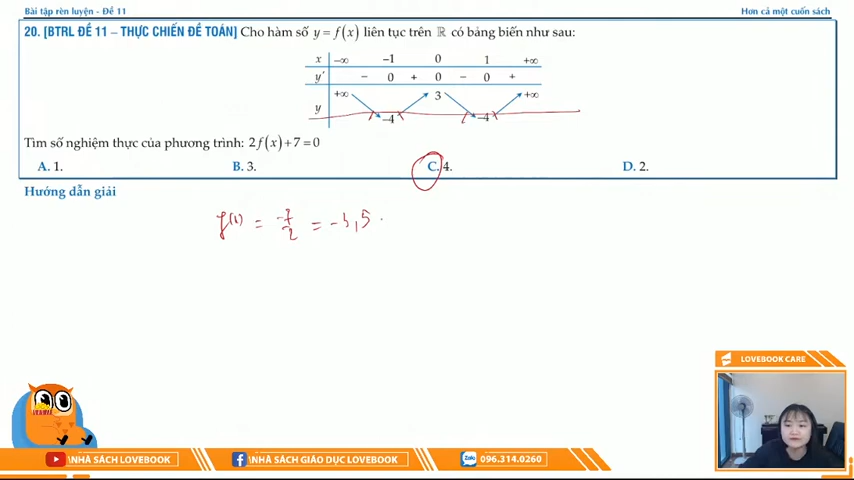 Bài tập rèn luyện - Đề 11 Hơn cả một cuốn sách
20. [BTRL ĐỀ 11 – THỰC CHIẾN ĐỀ TOÁN] Cho hàm số y = f(x) liên tục trên ℝ có bảng biến như sau:
x −∞ −1 0 1 +∞
y' − 0 + 0 − 0 +
+∞ 3 +∞
y
−4 −4
Tìm số nghiệm thực của phương trình: 2f(x)+7=0
A. 1. B. 3. C. 4. D. 2.
Hướng dẫn giải
f(x) = -7/2 = -3,5
LOVEBOOK CARE
NHÀ SÁCH LOVEBOOK NHÀ SÁCH GIÁO DỤC LOVEBOOK Zalo 096.314.0260